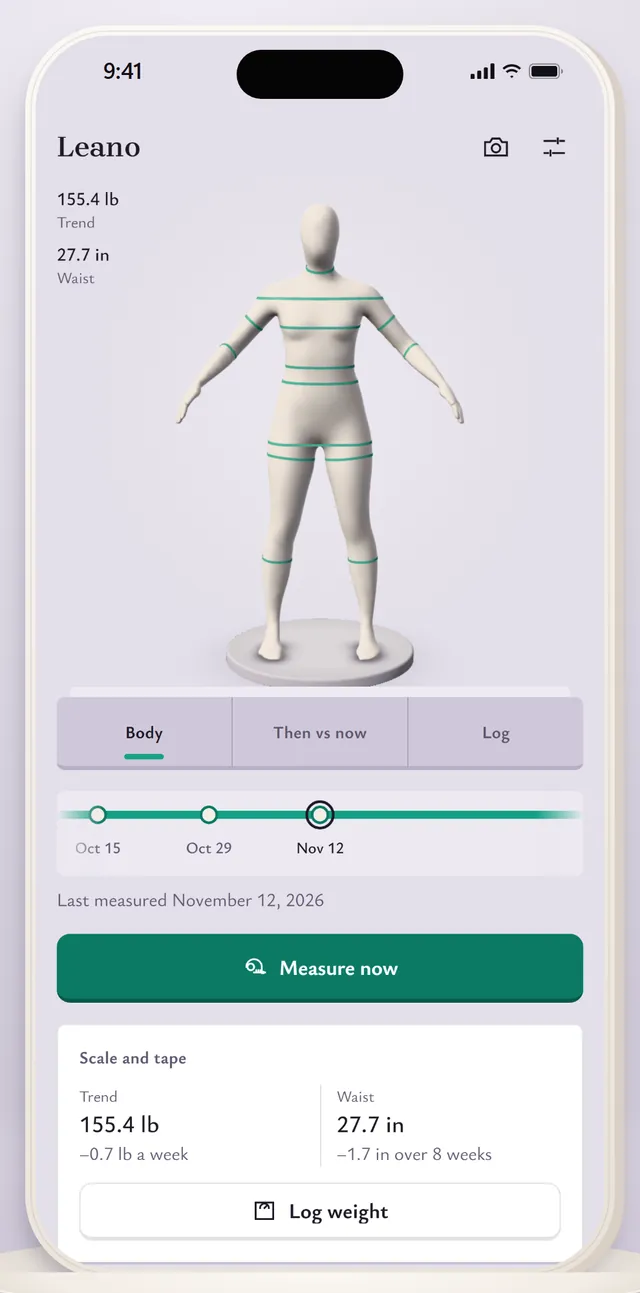 9:41
Leano
155.4 lb
Trend
27.7 in
Waist
Body
Then vs now
Log
Oct 15
Oct 29
Nov 12
Last measured November 12, 2026
Measure now
Scale and tape
Trend
155.4 lb
–0.7 lb a week
Waist
27.7 in
–1.7 in over 8 weeks
Log weight